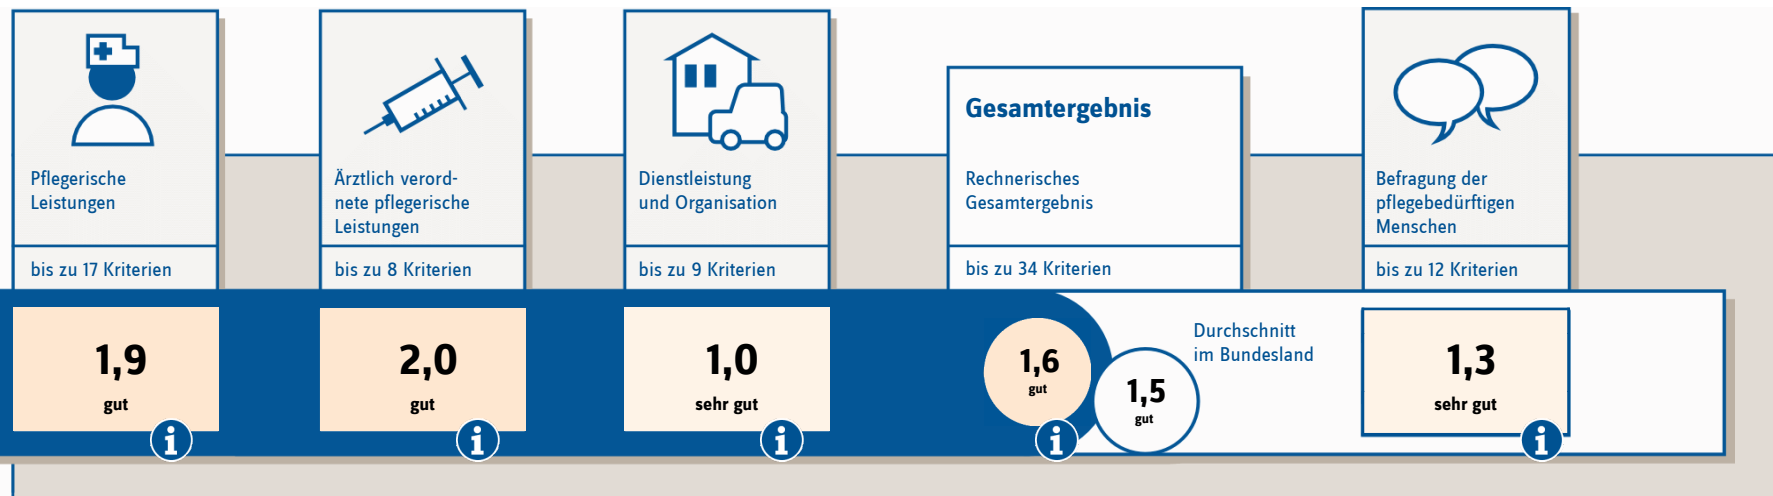 Pflegerische
Leistungen
bis zu 17 Kriterien
1,9
gut
i
Ärztlich verord-
nete pflegerische
Leistungen
bis zu 8 Kriterien
2,0
gut
i
Dienstleistung
und Organisation
bis zu 9 Kriterien
1,0
sehr gut
i
Gesamtergebnis
Rechnerisches
Gesamtergebnis
bis zu 34 Kriterien
1,6
gut
i
Durchschnitt
im Bundesland
1,5
gut
Befragung der
pflegebedürftigen
Menschen
bis zu 12 Kriterien
1,3
sehr gut
i